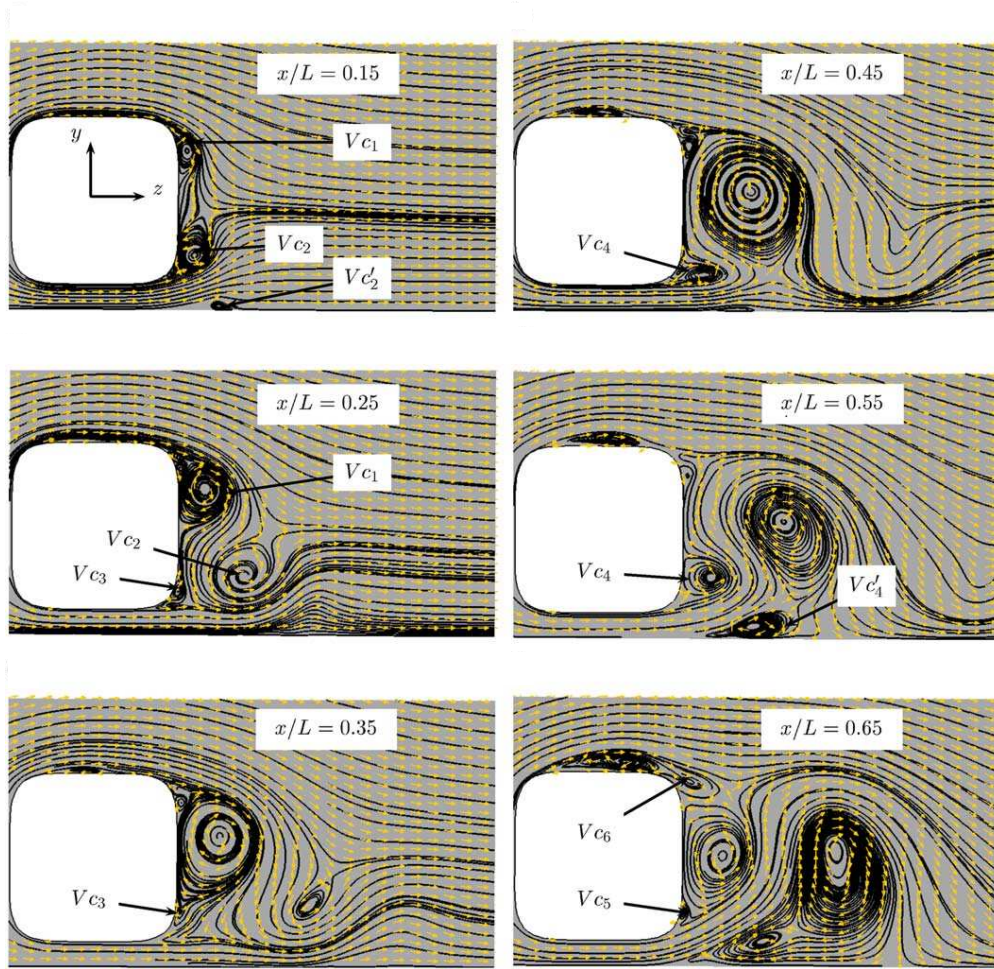 x/L = 0.15
y
z
Vc₁
Vc₂
Vc′₂
x/L = 0.45
Vc₄
x/L = 0.25
Vc₁
Vc₂
Vc₃
x/L = 0.55
Vc₄
Vc′₄
x/L = 0.35
Vc₃
x/L = 0.65
Vc₆
Vc₅